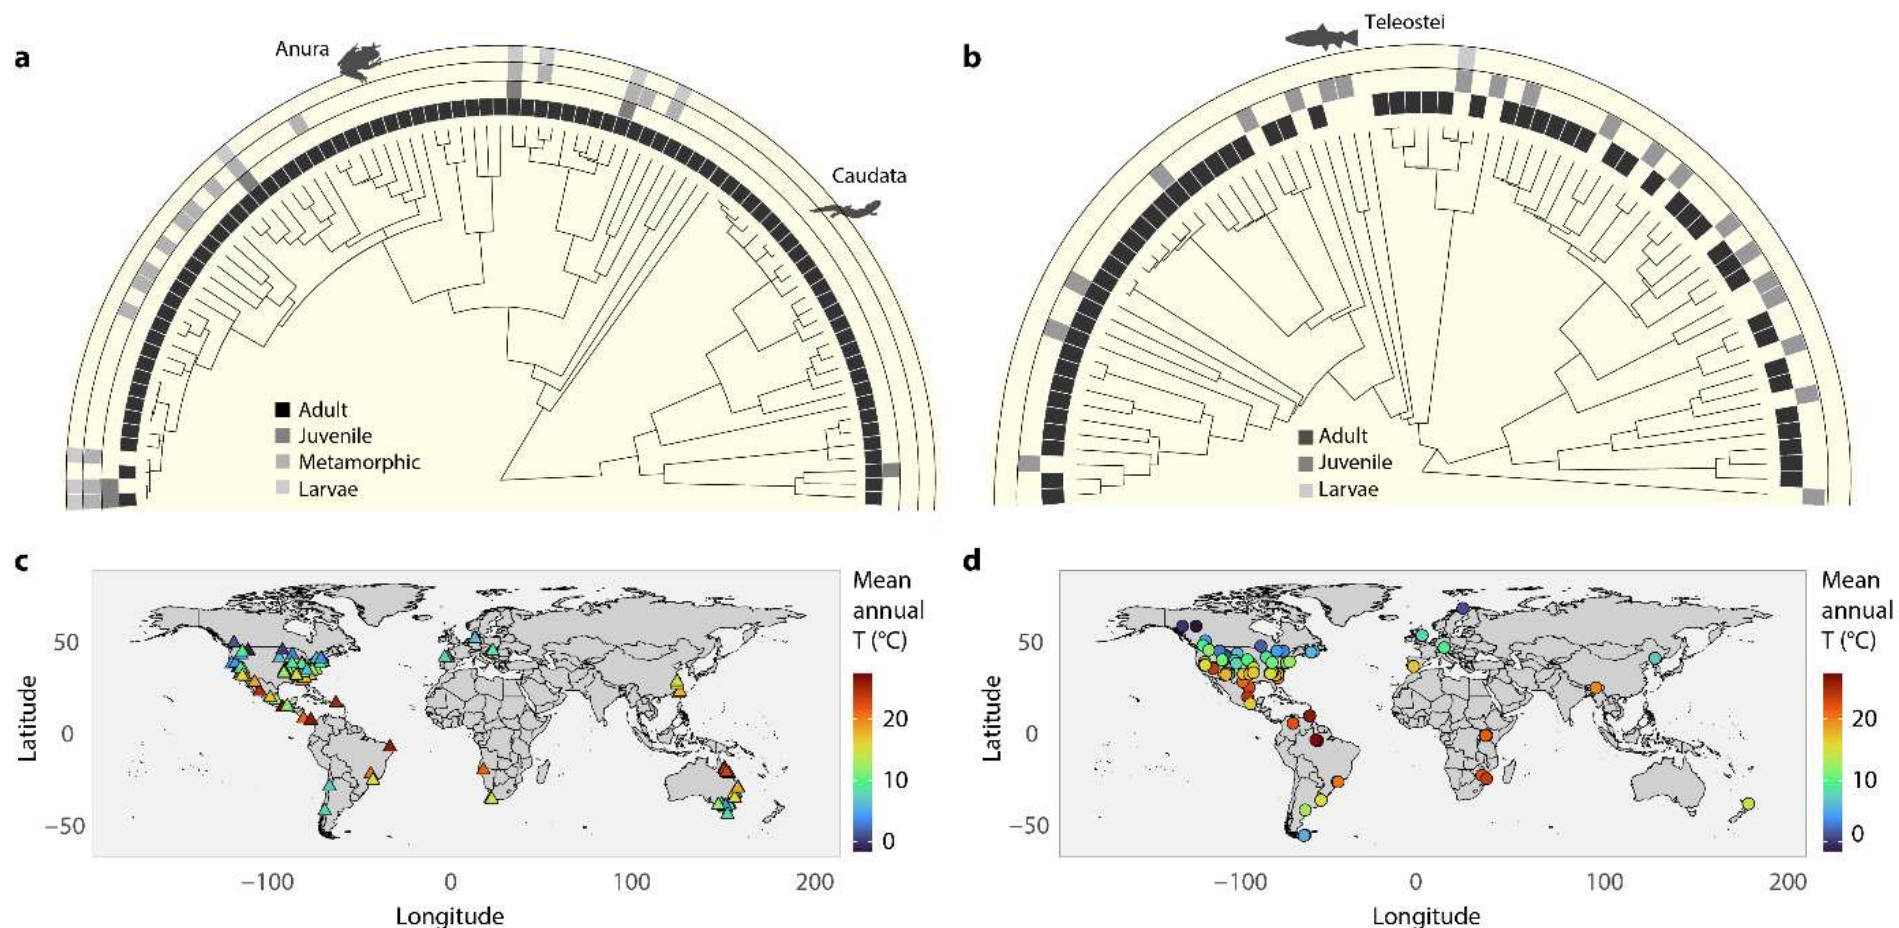 a
Anura
Caudata
Adult
Juvenile
Metamorphic
Larvae
b
Teleostei
Adult
Juvenile
Larvae
c
Mean
annual
T (°C)
20
10
0
Latitude
50
0
−50
−100
0
100
200
Longitude
d
Mean
annual
T (°C)
20
10
0
Latitude
50
0
−50
−100
0
100
200
Longitude